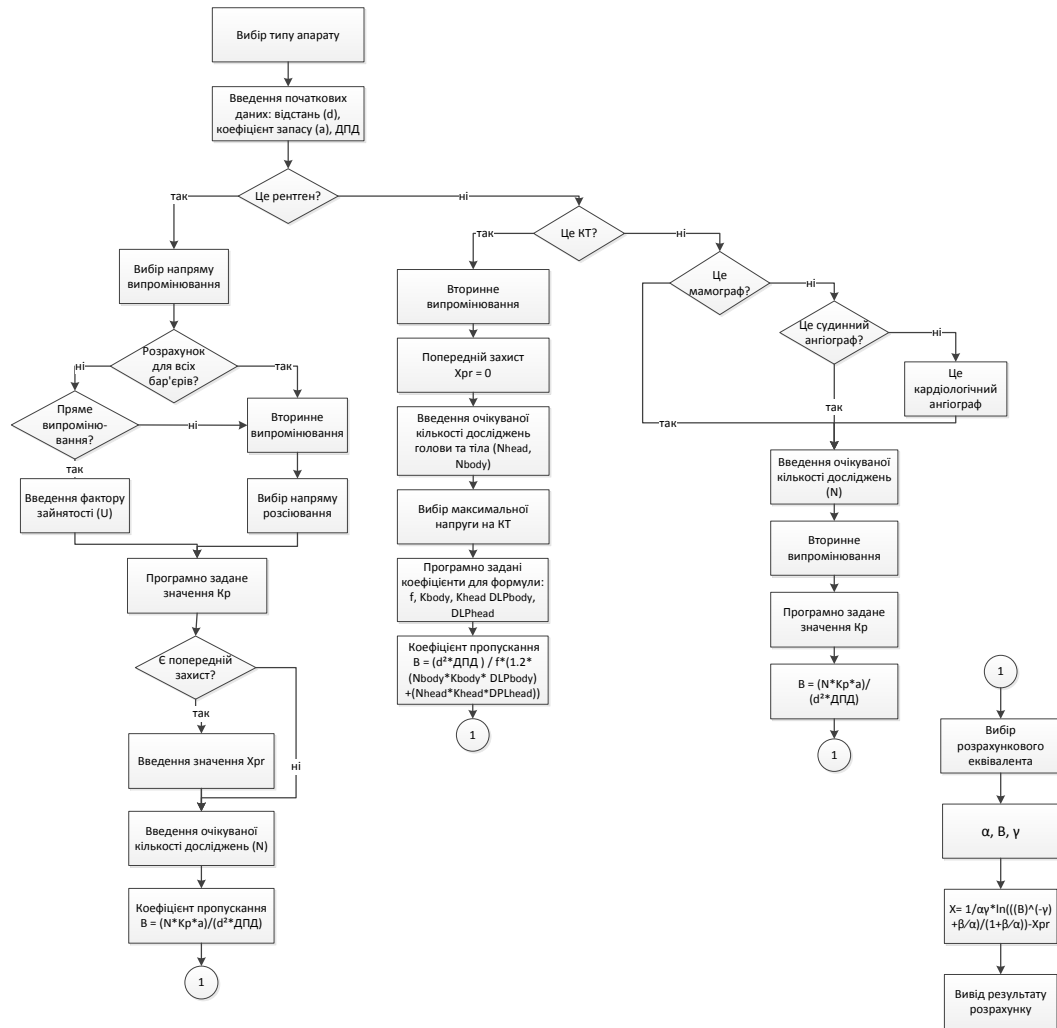 Вибір типу апарату
Введення початкових
даних: відстань (d),
коефіцієнт запасу (a), ДПД
Це рентген?
так
ні
Вибір напряму
випромінювання
Розрахунок
для всіх
бар'єрів?
ні
так
Пряме
випроміню-
вання?
ні
так
Вторинне
випромінювання
Введення фактору
зайнятості (U)
Вибір напряму
розсіювання
Програмно задане
значення Кр
Є попередній
захист?
так
ні
Введення значення Xpr
Введення очікуваної
кількості досліджень (N)
Коефіцієнт пропускання
B = (N*Kp*a)/(d²*ДПД)
1
Це КТ?
так
ні
Вторинне
випромінювання
Попередній захист
Xpr = 0
Введення очікуваної
кількості досліджень
голови та тіла (Nhead,
Nbody)
Вибір максимальної
напруги на КТ
Програмно задані
коефіцієнти для формули:
f, Kbody, Khead DLPbody,
DLPhead
Коефіцієнт пропускання
B = (d²*ДПД ) / f*(1.2*
(Nbody*Kbody* DLPbody)
+(Nhead*Khead*DPLhead))
1
Це
мамограф?
ні
так
Це судинний
ангіограф?
ні
так
Це
кардіологічний
ангіограф
Введення очікуваної
кількості досліджень
(N)
Вторинне
випромінювання
Програмно задане
значення Кр
B = (N*Kp*a)/
(d²*ДПД)
1
1
Вибір
розрахункового
еквівалента
α, B, γ
X= 1/αγ*ln(((B)^(-γ)
+β/α)/(1+β/α))-Xpr
Вивід результату
розрахунку